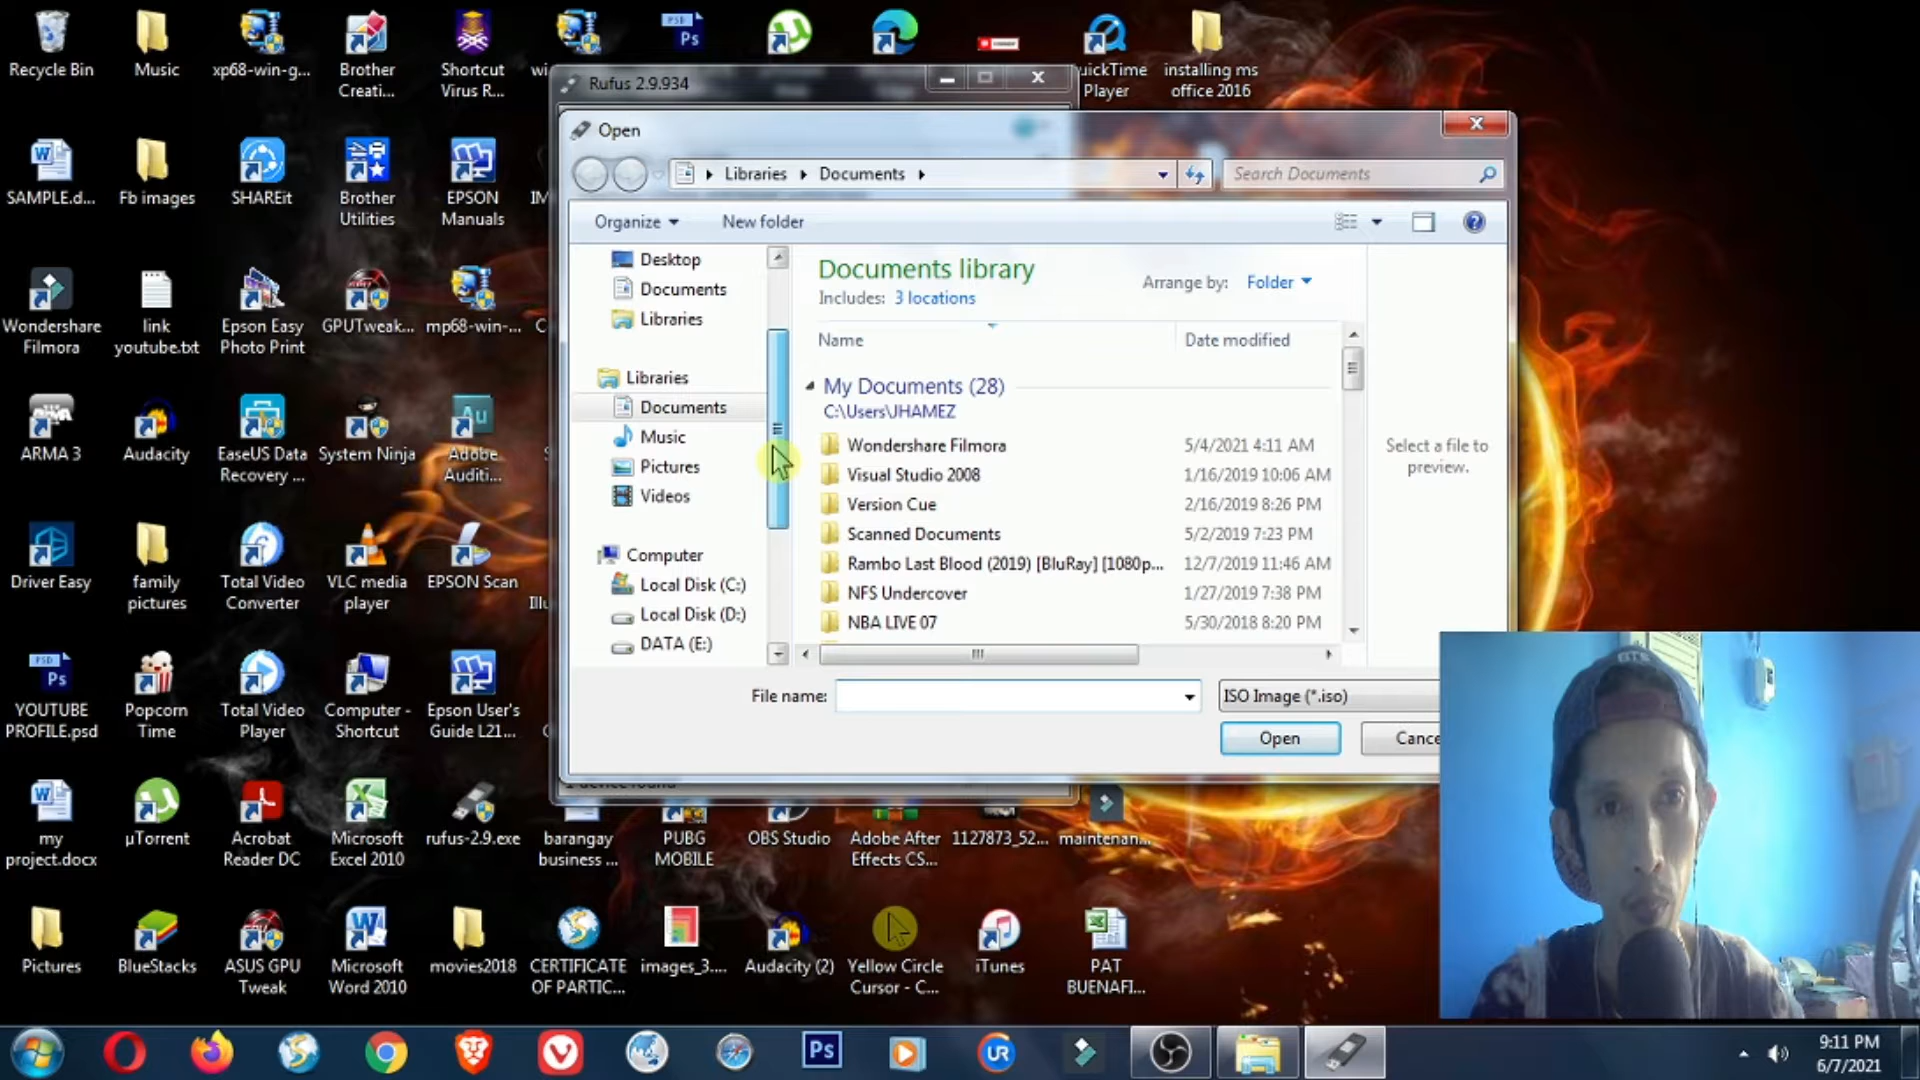 Recycle Bin
Music
xp68-win-g...
Brother
Creati...
Shortcut
Virus R...
PSD
Ps
Player
installing ms
office 2016
Rufus 2.9.934
Open
Libraries
Documents
Search Documents
Organize
New folder
Desktop
Documents
Libraries
Libraries
Documents
Music
Pictures
Videos
Computer
Local Disk (C:)
Local Disk (D:)
DATA (E:)
Documents library
Includes: 3 locations
Arrange by: Folder
Name
Date modified
My Documents (28)
C:\Users\JHAMEZ
Wondershare Filmora 5/4/2021 4:11 AM
Visual Studio 2008 1/16/2019 10:06 AM
Version Cue 2/16/2019 8:26 PM
Scanned Documents 5/2/2019 7:23 PM
Rambo Last Blood (2019) [BluRay] [1080p... 12/7/2019 11:46 AM
NFS Undercover 1/27/2019 7:38 PM
NBA LIVE 07 5/30/2018 8:20 PM
Select a file to
preview.
File name:
ISO Image (*.iso)
Open
SAMPLE.d...
Fb images
SHAREit
Brother
Utilities
EPSON
Manuals
Wondershare
Filmora
link
youtube.txt
Epson Easy
Photo Print
GPUTweak...
mp68-win-...
ARMA 3
Audacity
EaseUS Data
Recovery ...
System Ninja
Au
Adobe
Auditi...
Driver Easy
family
pictures
Total Video
Converter
VLC media
player
EPSON Scan
PSD
Ps
YOUTUBE
PROFILE.psd
Popcorn
Time
Total Video
Player
Computer -
Shortcut
Epson User's
Guide L21...
my
project.docx
µTorrent
Acrobat
Reader DC
Microsoft
Excel 2010
rufus-2.9.exe
barangay
business ...
PUBG
MOBILE
OBS Studio
Adobe After
Effects CS...
1127873_52...
maintenan...
Pictures
BlueStacks
ASUS GPU
Tweak
Microsoft
Word 2010
movies2018
CERTIFICATE
OF PARTIC...
images_3....
Audacity (2)
Yellow Circle
Cursor - C...
iTunes
PAT
BUENAFI...
Ps
UR
9:11 PM
6/7/2021